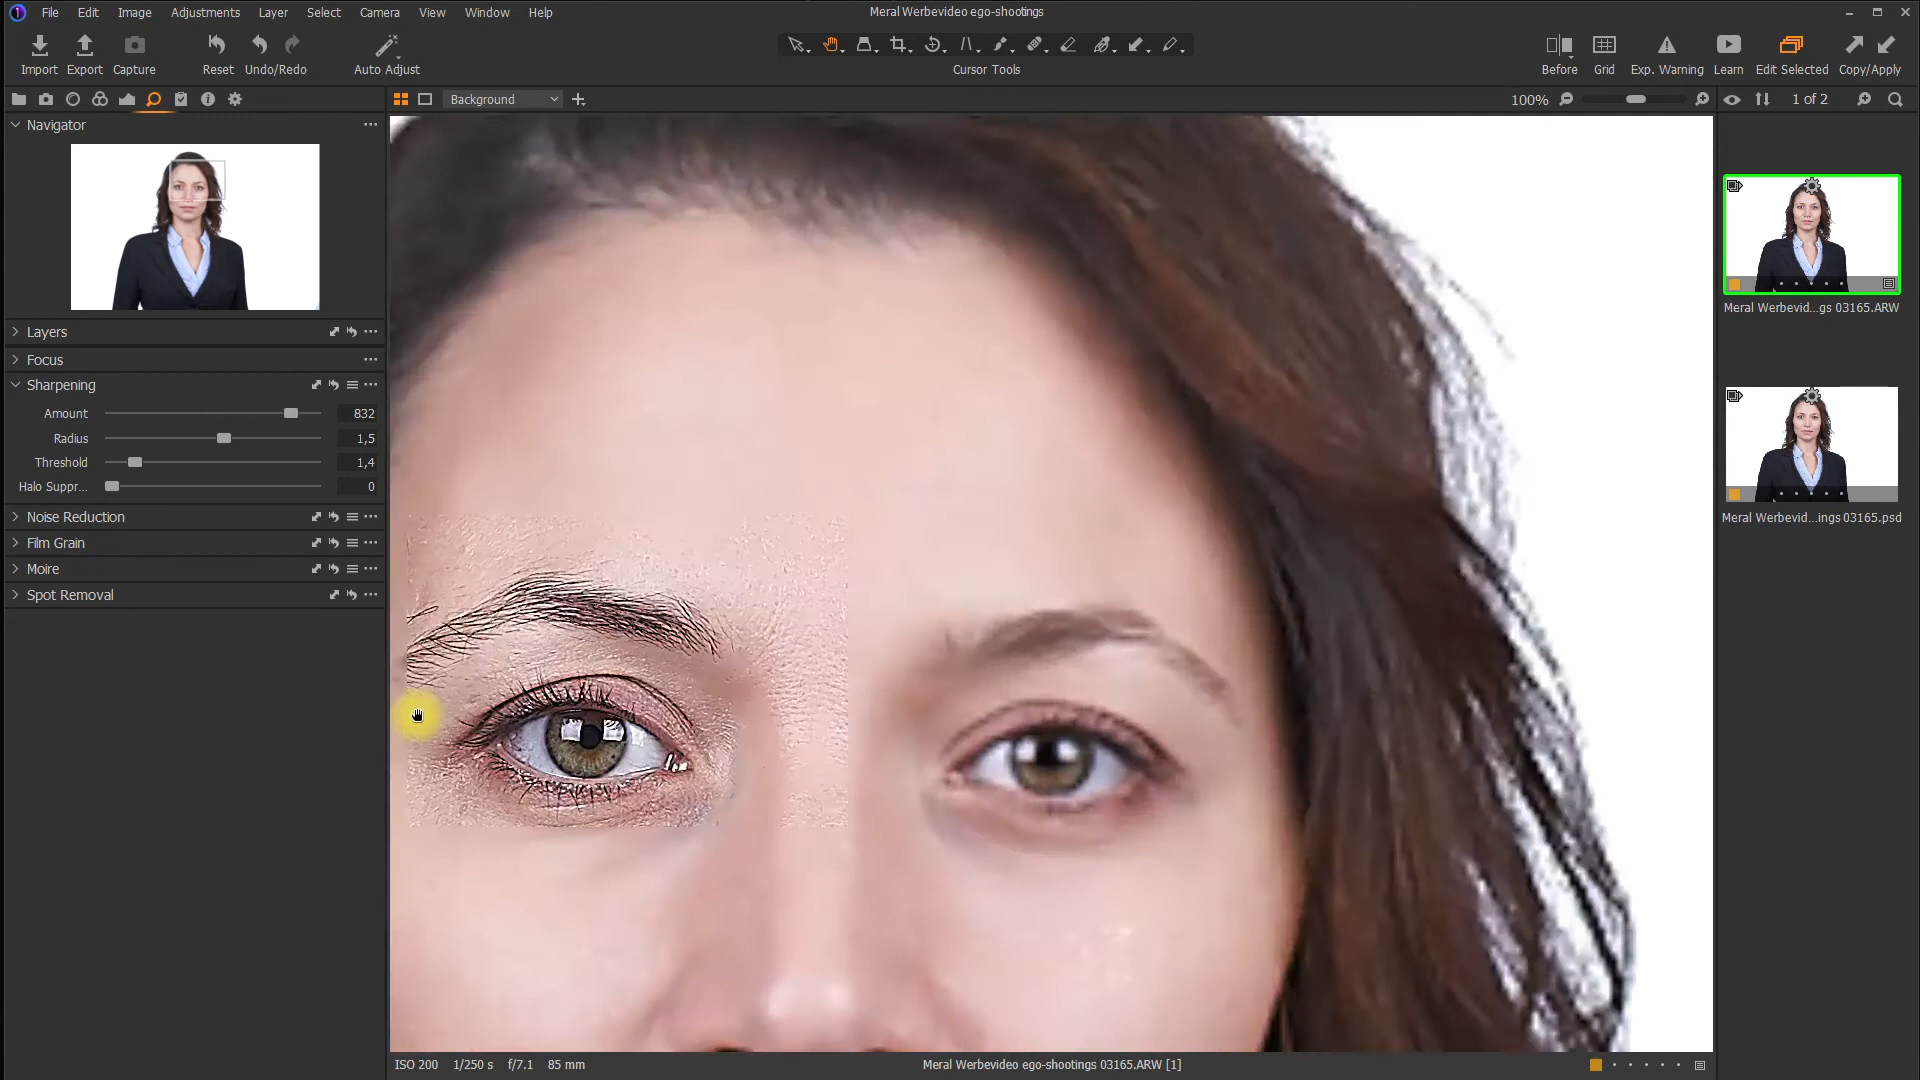 File Edit Image Adjustments Layer Select Camera View Window Help
Meral Werbevideo ego-shootings
Import Export Capture Reset Undo/Redo Auto Adjust
Cursor Tools
Before Grid Exp. Warning Learn Edit Selected Copy/Apply
Background
100%
1 of 2
Navigator
Layers
Focus
Sharpening
Amount 832
Radius 1,5
Threshold 1,4
Halo Suppr... 0
Noise Reduction
Film Grain
Moire
Spot Removal
Meral Werbevid...gs 03165.ARW
Meral Werbevid...ings 03165.psd
ISO 200 1/250 s f/7.1 85 mm
Meral Werbevideo ego-shootings 03165.ARW [1]